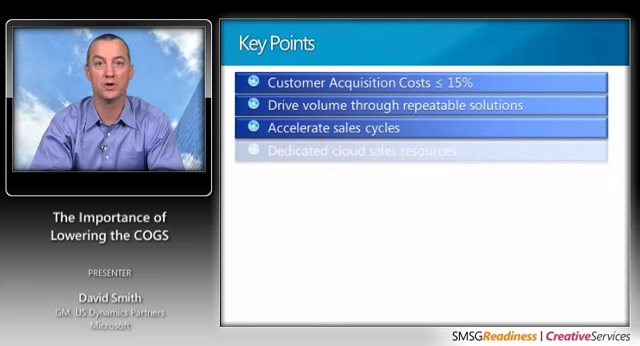 Key Points
Customer Acquisition Costs ≤ 15%
Drive volume through repeatable solutions
Accelerate sales cycles
Dedicated cloud sales resources
The Importance of
Lowering the COGS
PRESENTER
David Smith
GM, US Dynamics Partners
Microsoft
SMSGReadiness | CreativeServices